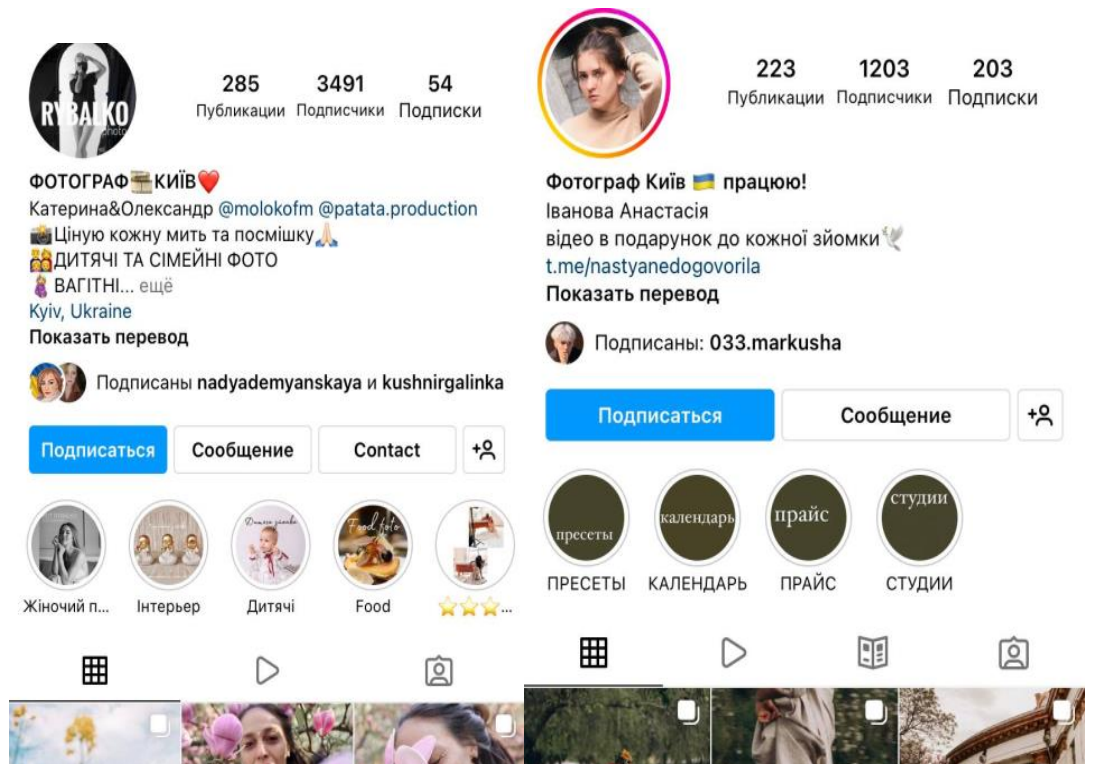 RYBALKO
photo
285 3491 54
Публикации Подписчики Подписки
ФОТОГРАФ КИЇВ
Катерина&Олександр @molokofm @patata.production
Ціную кожну мить та посмішку
ДИТЯЧІ ТА СІМЕЙНІ ФОТО
ВАГІТНІ... ещё
Kyiv, Ukraine
Показать перевод
Подписаны nadyademyanskaya и kushnirgalinka
Подписаться Сообщение Contact
Food foto
Жіночий п... Інтерьер Дитячі Food ...
223 1203 203
Публикации Подписчики Подписки
Фотограф Київ працюю!
Іванова Анастасія
відео в подарунок до кожної зйомки
t.me/nastyanedogovorila
Показать перевод
Подписаны: 033.markusha
Подписаться Сообщение
пресеты календарь прайс студии
ПРЕСЕТЫ КАЛЕНДАРЬ ПРАЙС СТУДИИ